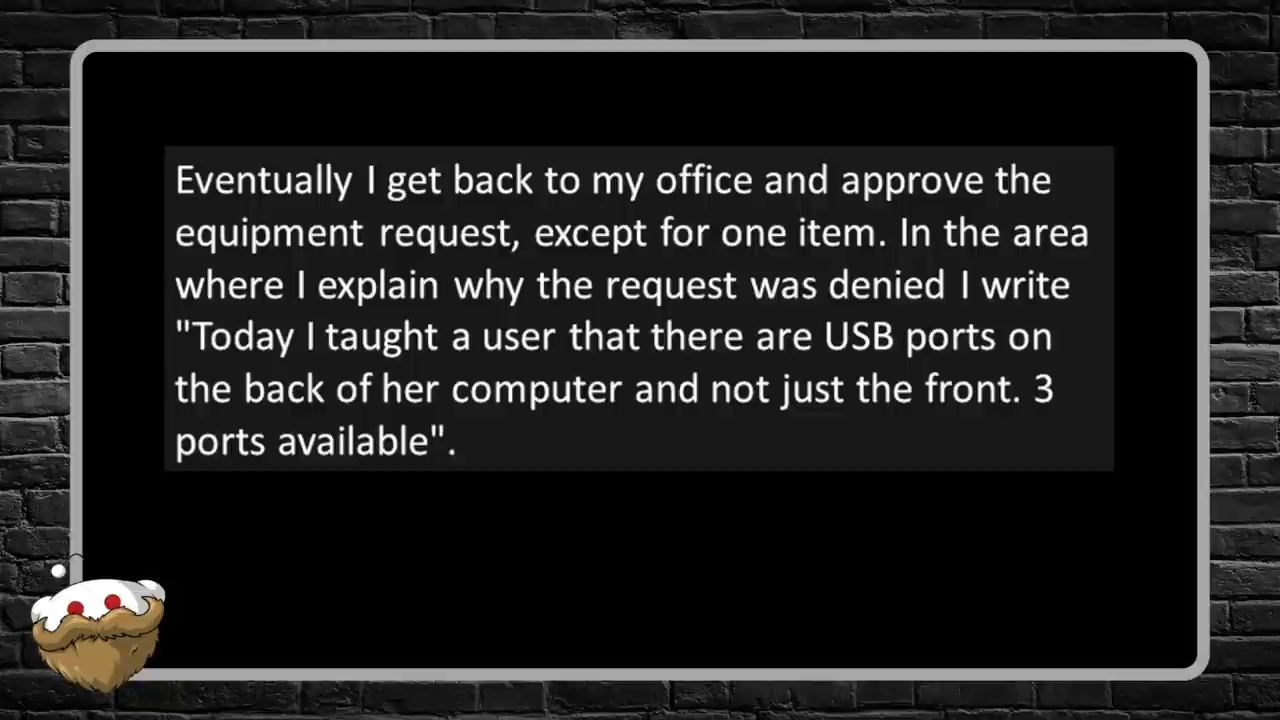 Eventually I get back to my office and approve the
equipment request, except for one item. In the area
where I explain why the request was denied I write
"Today I taught a user that there are USB ports on
the back of her computer and not just the front. 3
ports available".